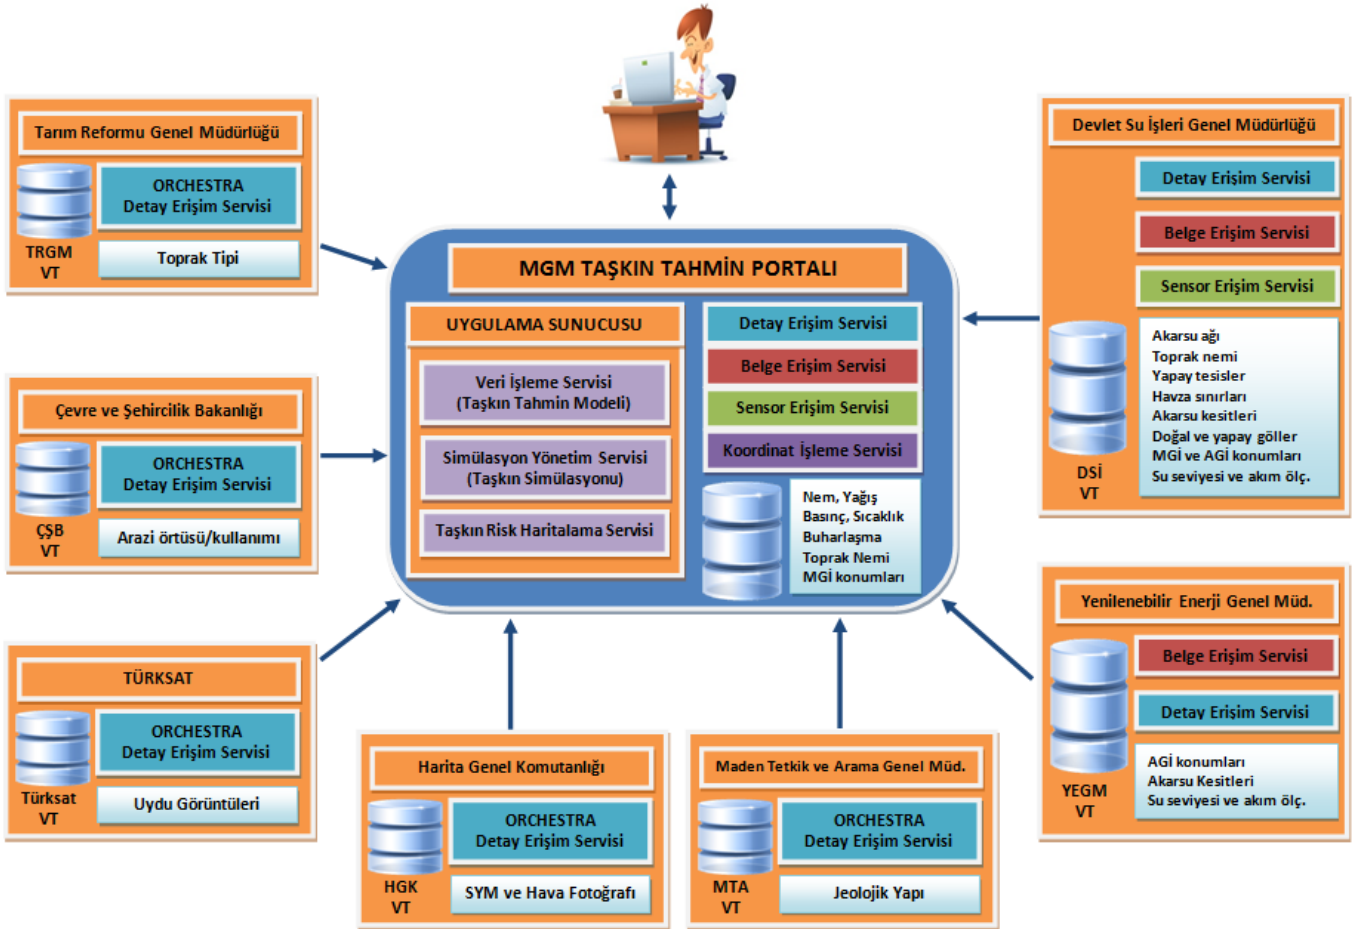 Tarım Reformu Genel Müdürlüğü
ORCHESTRA
Detay Erişim Servisi
TRGM
VT
Toprak Tipi
Çevre ve Şehircilik Bakanlığı
ORCHESTRA
Detay Erişim Servisi
ÇŞB
VT
Arazi örtüsü/kullanımı
TÜRKSAT
ORCHESTRA
Detay Erişim Servisi
Türksat
VT
Uydu Görüntüleri
MGM TAŞKIN TAHMİN PORTALI
UYGULAMA SUNUCUSU
Veri İşleme Servisi
(Taşkın Tahmin Modeli)
Simülasyon Yönetim Servisi
(Taşkın Simülasyonu)
Taşkın Risk Haritalama Servisi
Detay Erişim Servisi
Belge Erişim Servisi
Sensor Erişim Servisi
Koordinat İşleme Servisi
Nem, Yağış
Basınç, Sıcaklık
Buharlaşma
Toprak Nemi
MGİ konumları
Harita Genel Komutanlığı
ORCHESTRA
Detay Erişim Servisi
HGK
VT
SYM ve Hava Fotoğrafı
Maden Tetkik ve Arama Genel Müd.
ORCHESTRA
Detay Erişim Servisi
MTA
VT
Jeolojik Yapı
Devlet Su İşleri Genel Müdürlüğü
Detay Erişim Servisi
Belge Erişim Servisi
Sensor Erişim Servisi
DSİ
VT
Akarsu ağı
Toprak nemi
Yapay tesisler
Havza sınırları
Akarsu kesitleri
Doğal ve yapay göller
MGİ ve AGİ konumları
Su seviyesi ve akım ölç.
Yenilenebilir Enerji Genel Müd.
Belge Erişim Servisi
Detay Erişim Servisi
YEGM
VT
AGİ konumları
Akarsu Kesitleri
Su seviyesi ve akım ölç.